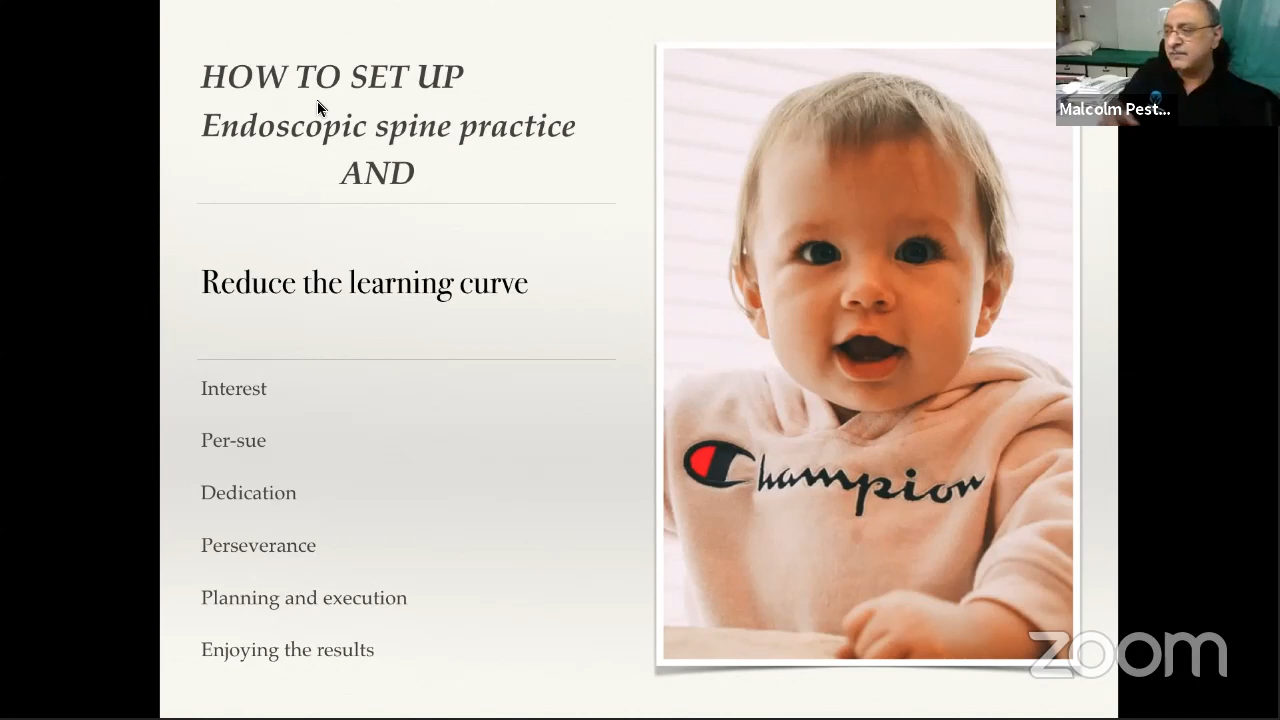 HOW TO SET UP
Endoscopic spine practice
AND
Reduce the learning curve
Interest
Per-sue
Dedication
Perseverance
Planning and execution
Enjoying the results
Champion
Malcolm Pest...
zoom